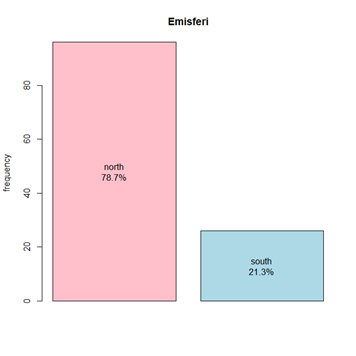 Emisferi
frequency
80
60
40
20
0
north
78.7%
south
21.3%